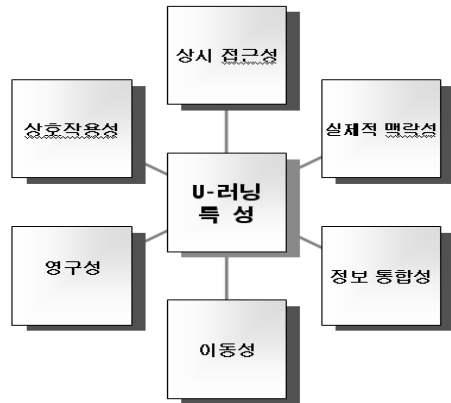 상시 접근성
상호작용성
실제적 맥락성
U-러닝
특 성
영구성
정보 통합성
이동성